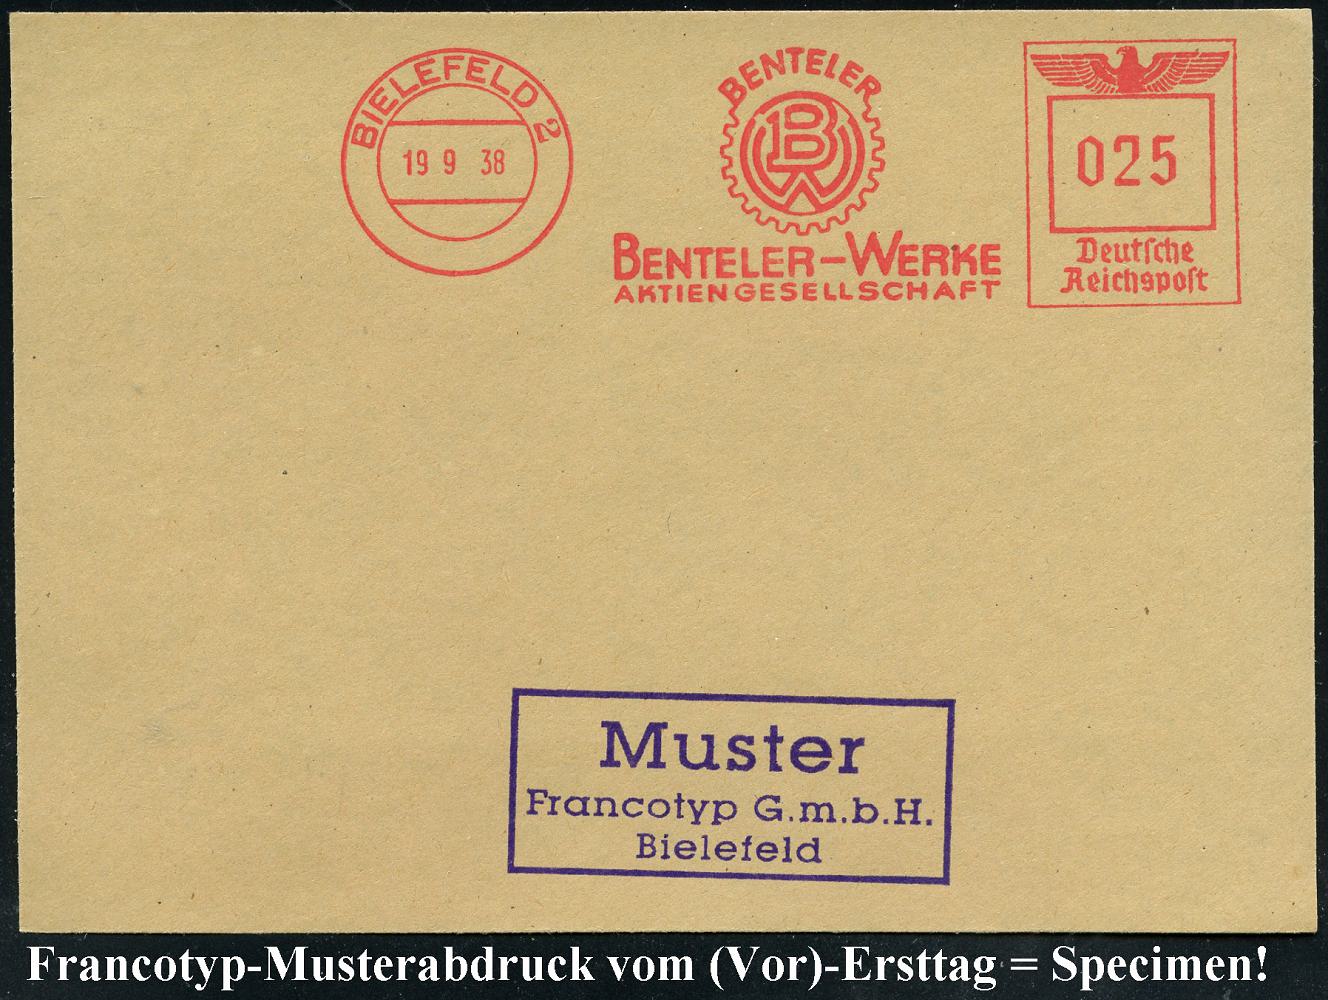 BIELEFELD 2
19 9 38
BENTELER
BW
BENTELER-WERKE
AKTIENGESELLSCHAFT
025
Deutsche
Reichspost
Muster
Francotyp G.m.b.H.
Bielefeld
Francotyp-Musterabdruck vom (Vor)-Ersttag = Specimen!